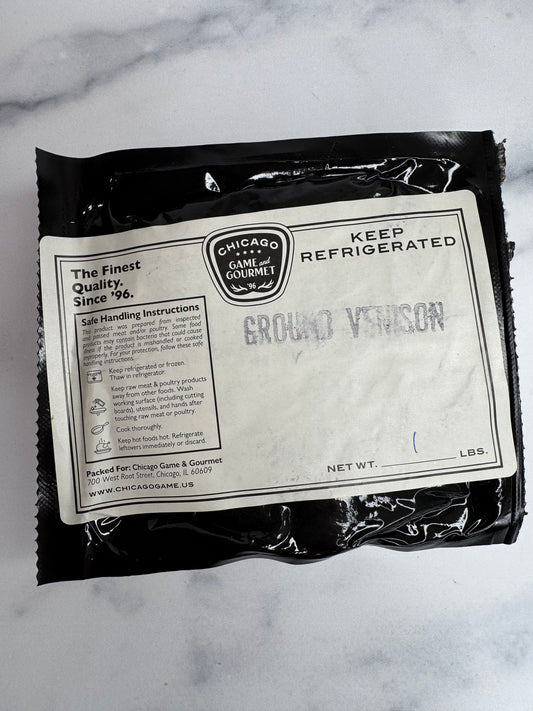 The Finest
Quality.
Since '96.
CHICAGO
GAME and
GOURMET
'96
KEEP
REFRIGERATED
Safe Handling Instructions
This product was prepared from inspected
and passed meat and/or poultry. Some food
products may contain bacteria that could cause
illness if the product is mishandled or cooked
improperly. For your protection, follow these safe
handling instructions.
Keep refrigerated or frozen.
Thaw in refrigerator.
Keep raw meat & poultry products
away from other foods. Wash
working surface (including cutting
boards), utensils, and hands after
touching raw meat or poultry.
Cook thoroughly.
Keep hot foods hot. Refrigerate
leftovers immediately or discard.
GROUND VENISON
Packed For: Chicago Game & Gourmet
700 West Root Street, Chicago, IL 60609
WWW.CHICAGOGAME.US
NET WT. 1 LBS.